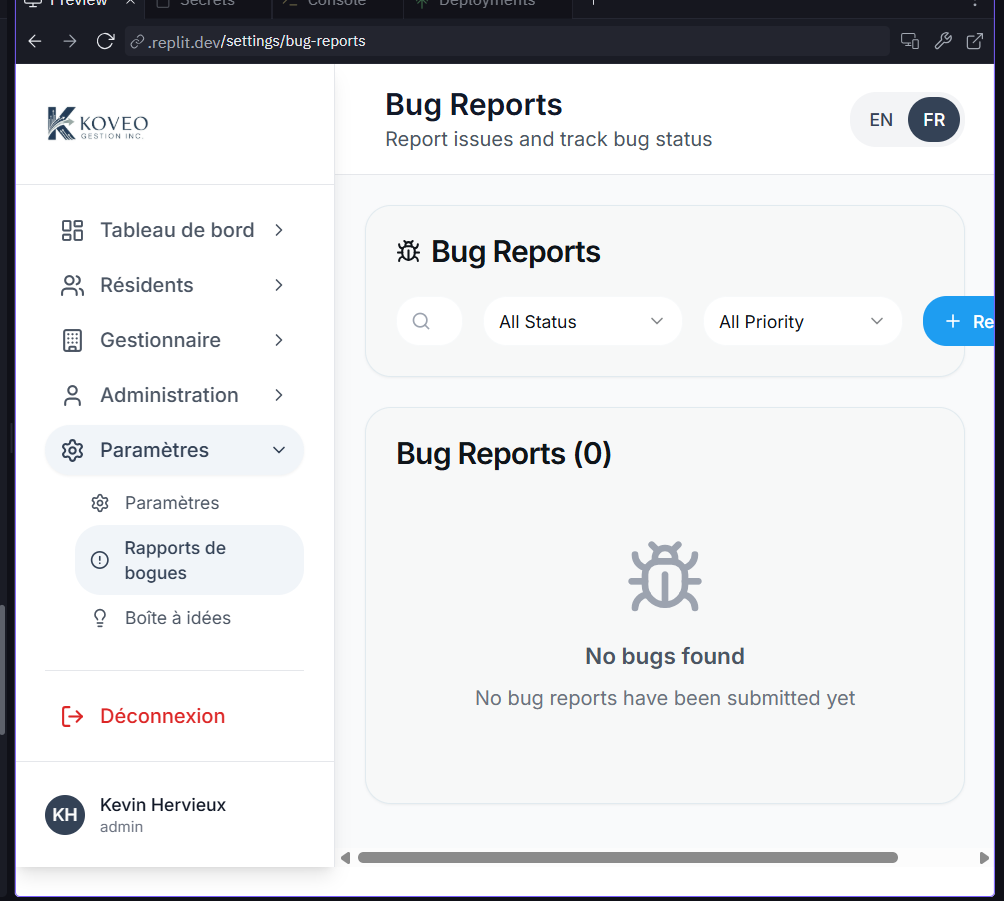 Preview
Secrets
Console
Deployments
.replit.dev/settings/bug-reports
KOVEO
GESTION INC.
Bug Reports
Report issues and track bug status
EN
FR
Tableau de bord
Résidents
Gestionnaire
Administration
Paramètres
Paramètres
Rapports de
bogues
Boîte à idées
Déconnexion
KH
Kevin Hervieux
admin
Bug Reports
All Status
All Priority
+ Re
Bug Reports (0)
No bugs found
No bug reports have been submitted yet